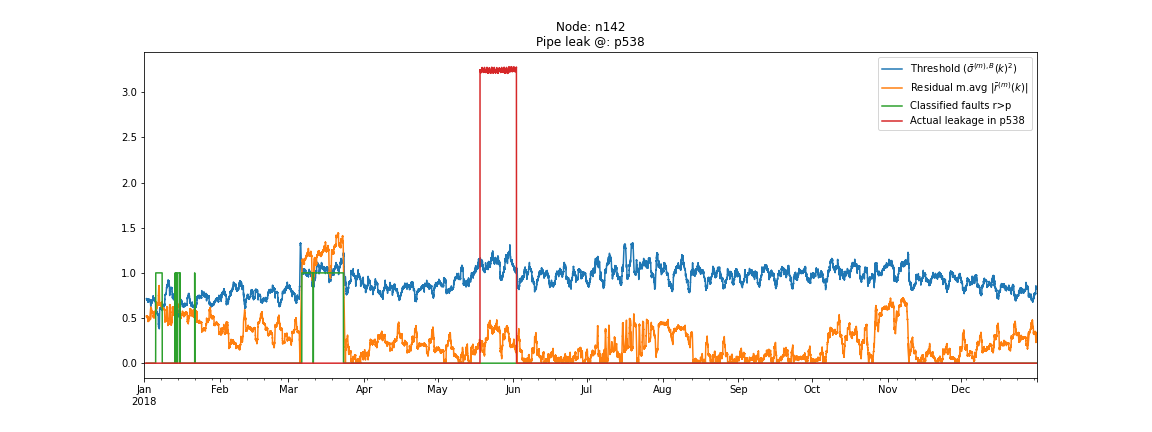 Node: n142
Pipe leak @: p538
Threshold (σ̄⁽ᵐ⁾,ᴮ(k)²)
Residual m.avg |r̄⁽ᵐ⁾(k)|
Classified faults r>p
Actual leakage in p538
3.0
2.5
2.0
1.5
1.0
0.5
0.0
Jan Feb Mar Apr May Jun Jul Aug Sep Oct Nov Dec
2018